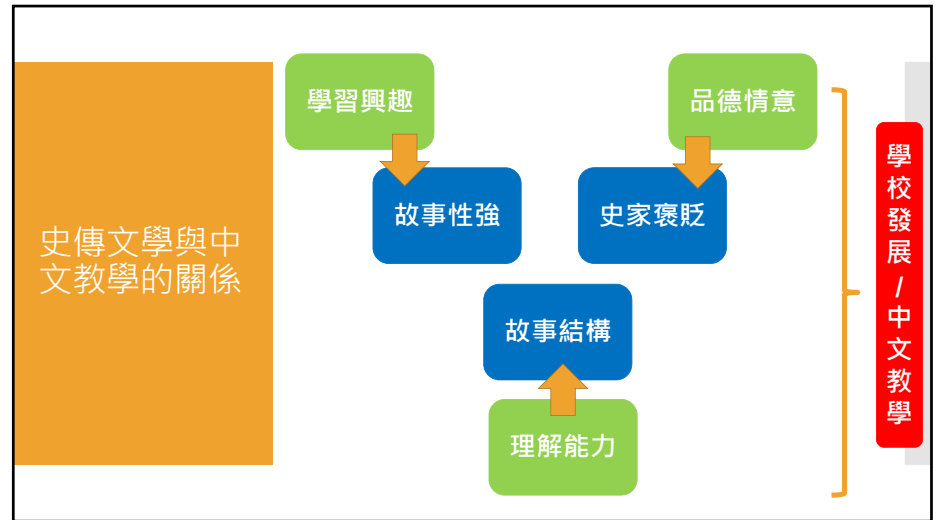 史傳文學與中
文教學的關係
學習興趣
品德情意
故事性強
史家褒貶
故事結構
理解能力
學校發展/中文教學